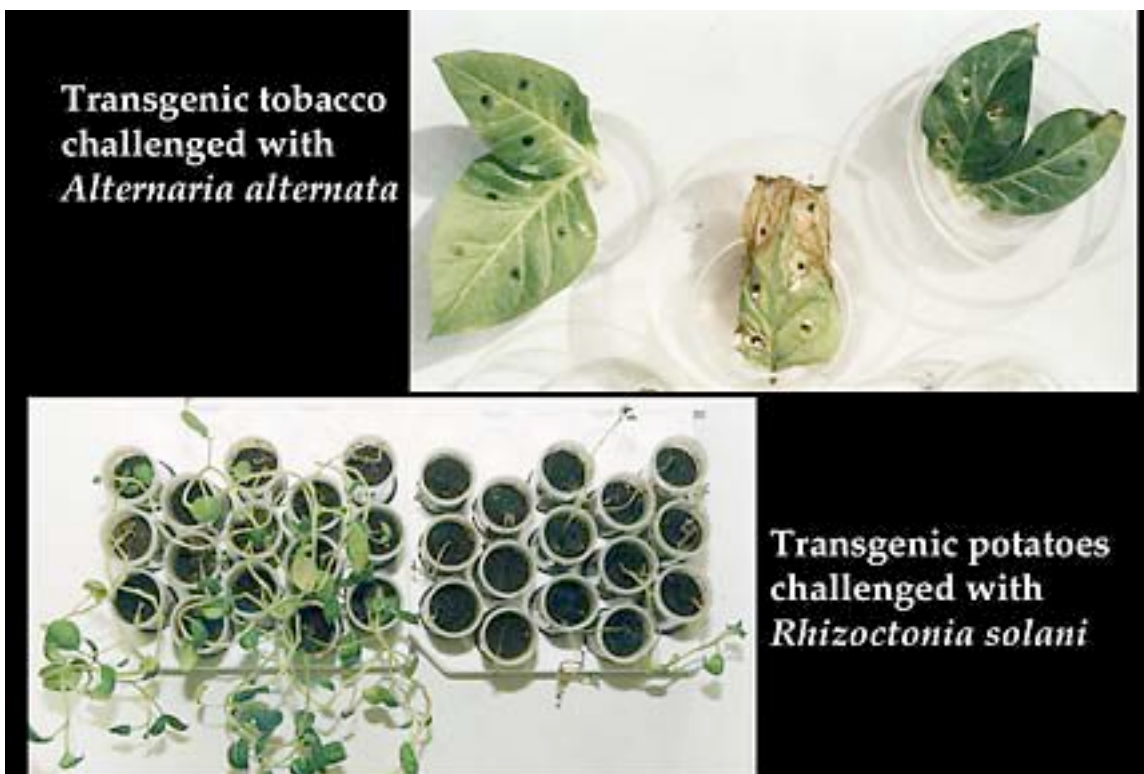 Transgenic tobacco
challenged with
Alternaria alternata
Transgenic potatoes
challenged with
Rhizoctonia solani